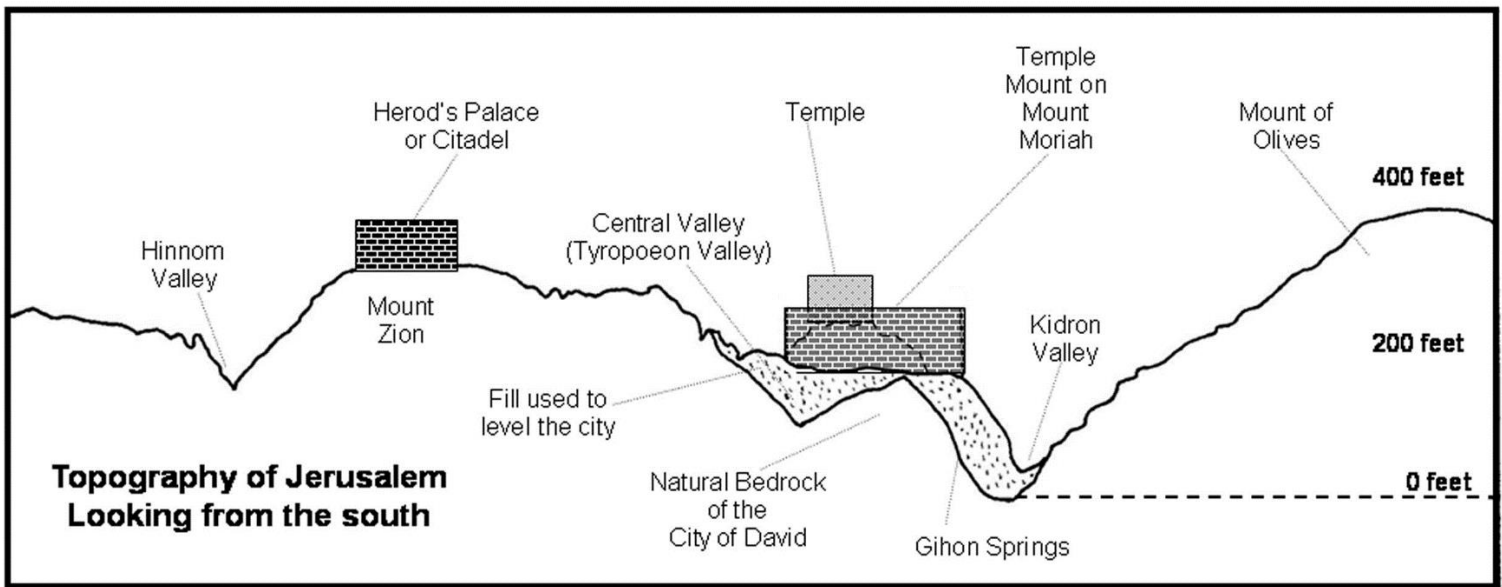 Herod's Palace
or Citadel
Temple
Temple
Mount on
Mount
Moriah
Mount of
Olives
400 feet
Hinnom
Valley
Central Valley
(Tyropoeon Valley)
Mount
Zion
Kidron
Valley
200 feet
Fill used to
level the city
Topography of Jerusalem
Looking from the south
Natural Bedrock
of the
City of David
Gihon Springs
0 feet